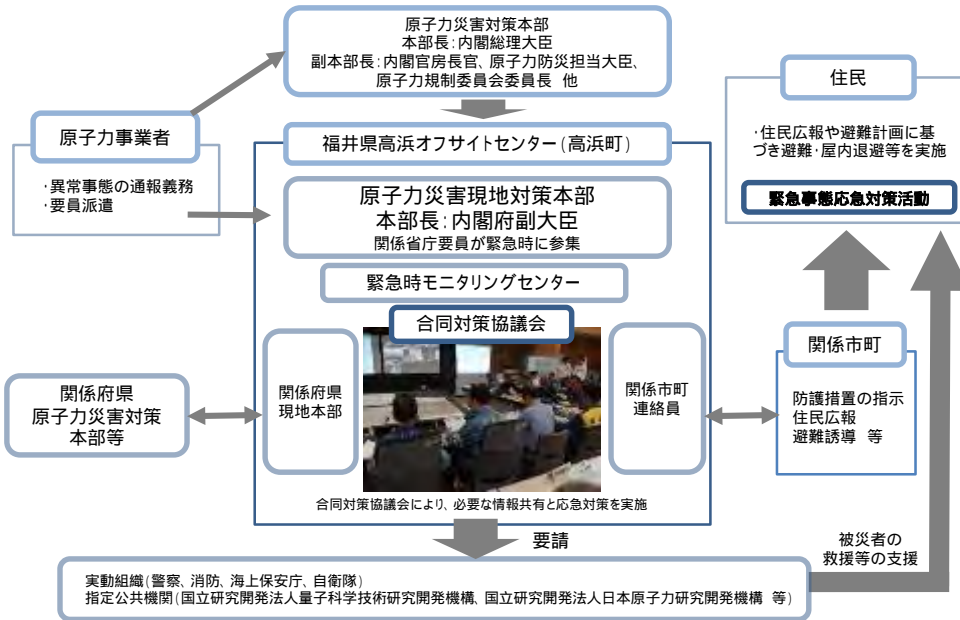 原子力災害対策本部
本部長:内閣総理大臣
副本部長:内閣官房長官、原子力防災担当大臣、
原子力規制委員会委員長 他
原子力事業者
・異常事態の通報義務
・要員派遣
福井県高浜オフサイトセンター(高浜町)
原子力災害現地対策本部
本部長:内閣府副大臣
関係省庁要員が緊急時に参集
緊急時モニタリングセンター
合同対策協議会
関係府県
現地本部
関係市町
連絡員
合同対策協議会により、必要な情報共有と応急対策を実施
関係府県
原子力災害対策
本部等
住民
・住民広報や避難計画に基
づき避難・屋内退避等を実施
緊急事態応急対策活動
関係市町
防護措置の指示
住民広報
避難誘導 等
要請
被災者の
救援等の支援
実動組織(警察、消防、海上保安庁、自衛隊)
指定公共機関(国立研究開発法人量子科学技術研究開発機構、国立研究開発法人日本原子力研究開発機構 等)